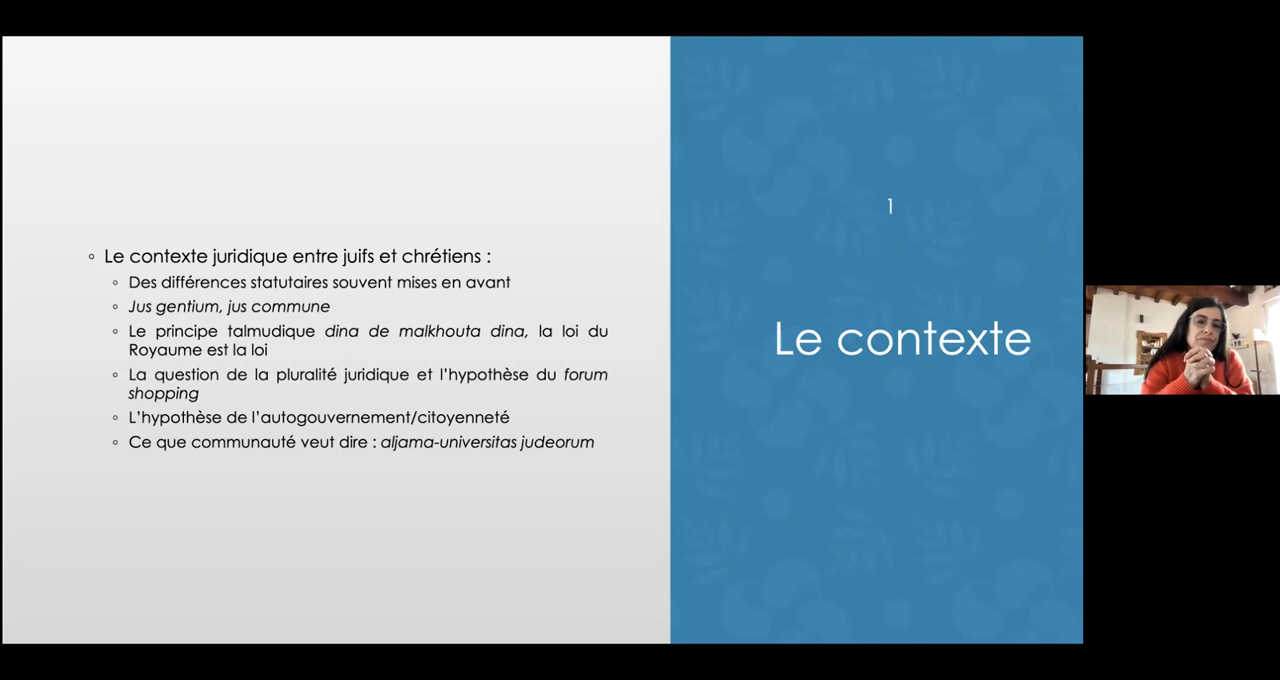 Le contexte juridique entre juifs et chrétiens :
Des différences statutaires souvent mises en avant
Jus gentium, jus commune
Le principe talmudique dina de malkhouta dira, la loi du
Royaume est la loi
La question de la pluralité juridique et l'hypothèse du forum
shopping
L'hypothèse de l'autogouvernement/citoyenneté
Ce que communauté veut dire : aljama-universitas judeorum
1
Le contexte